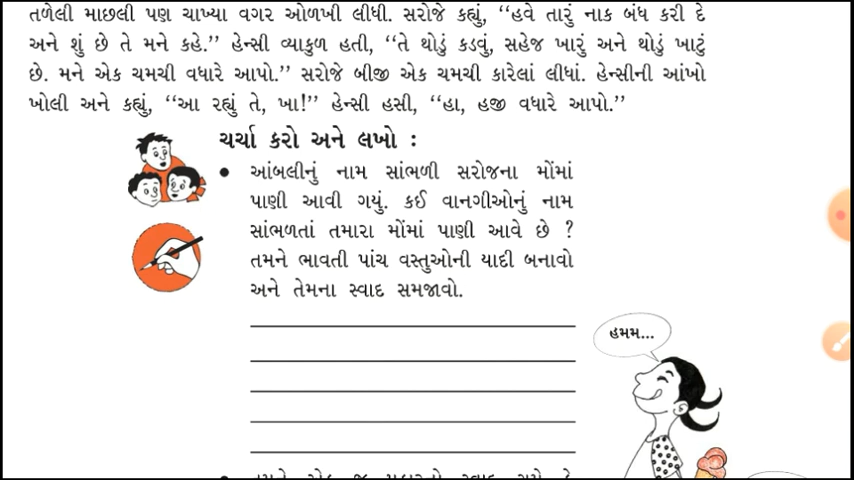 તળેલી માછલી પણ ચાખ્યા વગર ઓળખી લીધી. સરોજે કહ્યું, ‘‘હવે તારું નાક બંધ કરી દે
અને શું છે તે મને કહે.’’ હેન્સી વ્યાકુળ હતી, ‘‘તે થોડું કડવું, સહેજ ખારું અને થોડું ખાટું
છે. મને એક ચમચી વધારે આપો.’’ સરોજે બીજી એક ચમચી કારેલાં લીધાં. હેન્સીની આંખો
ખોલી અને કહ્યું, ‘‘આ રહ્યું તે, ખા!’’ હેન્સી હસી, ‘‘હા, હજી વધારે આપો.’’
ચર્ચા કરો અને લખો :
• આંબલીનું નામ સાંભળી સરોજના મોંમાં
પાણી આવી ગયું. કઈ વાનગીઓનું નામ
સાંભળતાં તમારા મોંમાં પાણી આવે છે ?
તમને ભાવતી પાંચ વસ્તુઓની યાદી બનાવો
અને તેમના સ્વાદ સમજાવો.
હમમ...